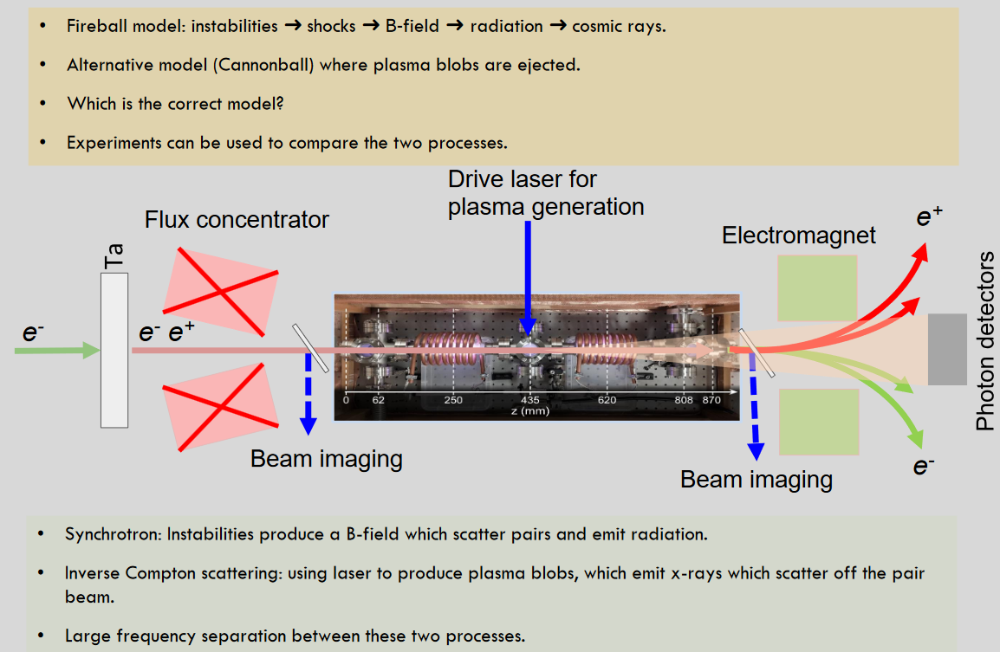 • Fireball model: instabilities → shocks → B-field → radiation → cosmic rays.
• Alternative model (Cannonball) where plasma blobs are ejected.
• Which is the correct model?
• Experiments can be used to compare the two processes.
Drive laser for
plasma generation
Flux concentrator
Electromagnet
e+
Ta
Photon detectors
e-
e- e+
0 62 250 435 620 808 870
z (mm)
Beam imaging
Beam imaging
e-
• Synchrotron: Instabilities produce a B-field which scatter pairs and emit radiation.
• Inverse Compton scattering: using laser to produce plasma blobs, which emit x-rays which scatter off the pair
beam.
• Large frequency separation between these two processes.